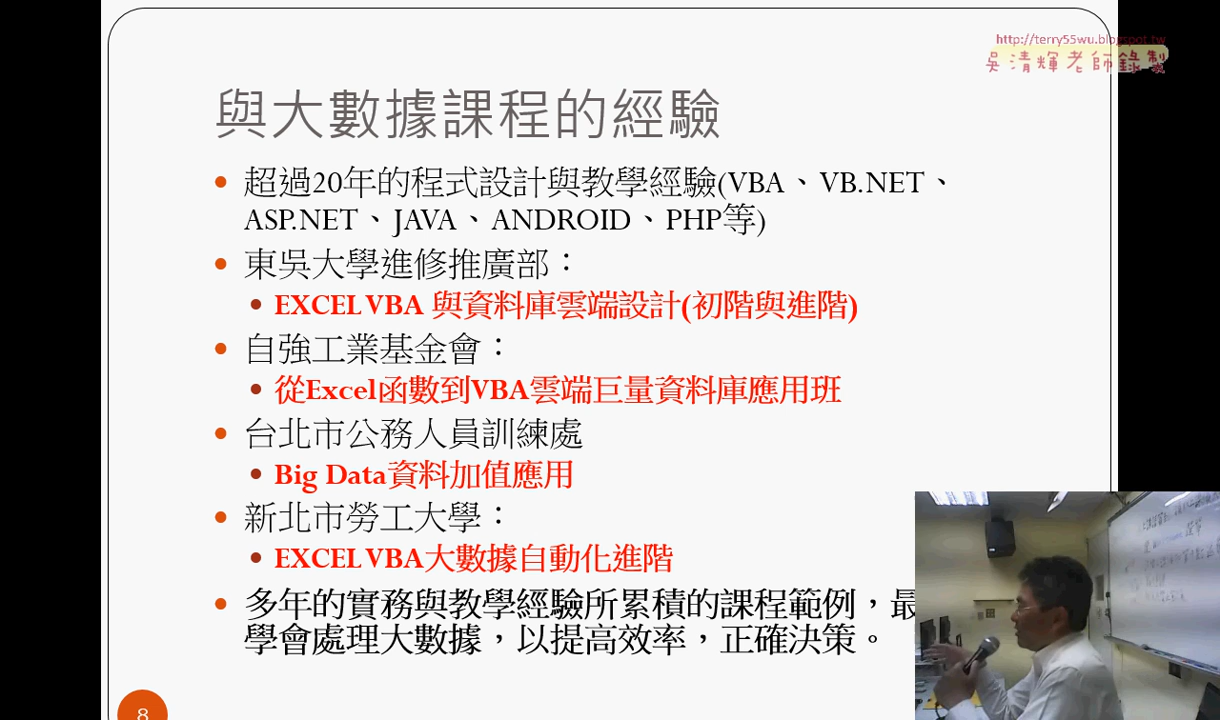 http://terry55wu.blogspot.tw
吳清輝老師錄製
與大數據課程的經驗
超過20年的程式設計與教學經驗(VBA、VB.NET、
ASP.NET、JAVA、ANDROID、PHP等)
東吳大學進修推廣部：
EXCEL VBA 與資料庫雲端設計(初階與進階)
自強工業基金會：
從Excel函數到VBA雲端巨量資料庫應用班
台北市公務人員訓練處
Big Data資料加值應用
新北市勞工大學：
EXCEL VBA大數據自動化進階
多年的實務與教學經驗所累積的課程範例，最
學會處理大數據，以提高效率，正確決策。
8